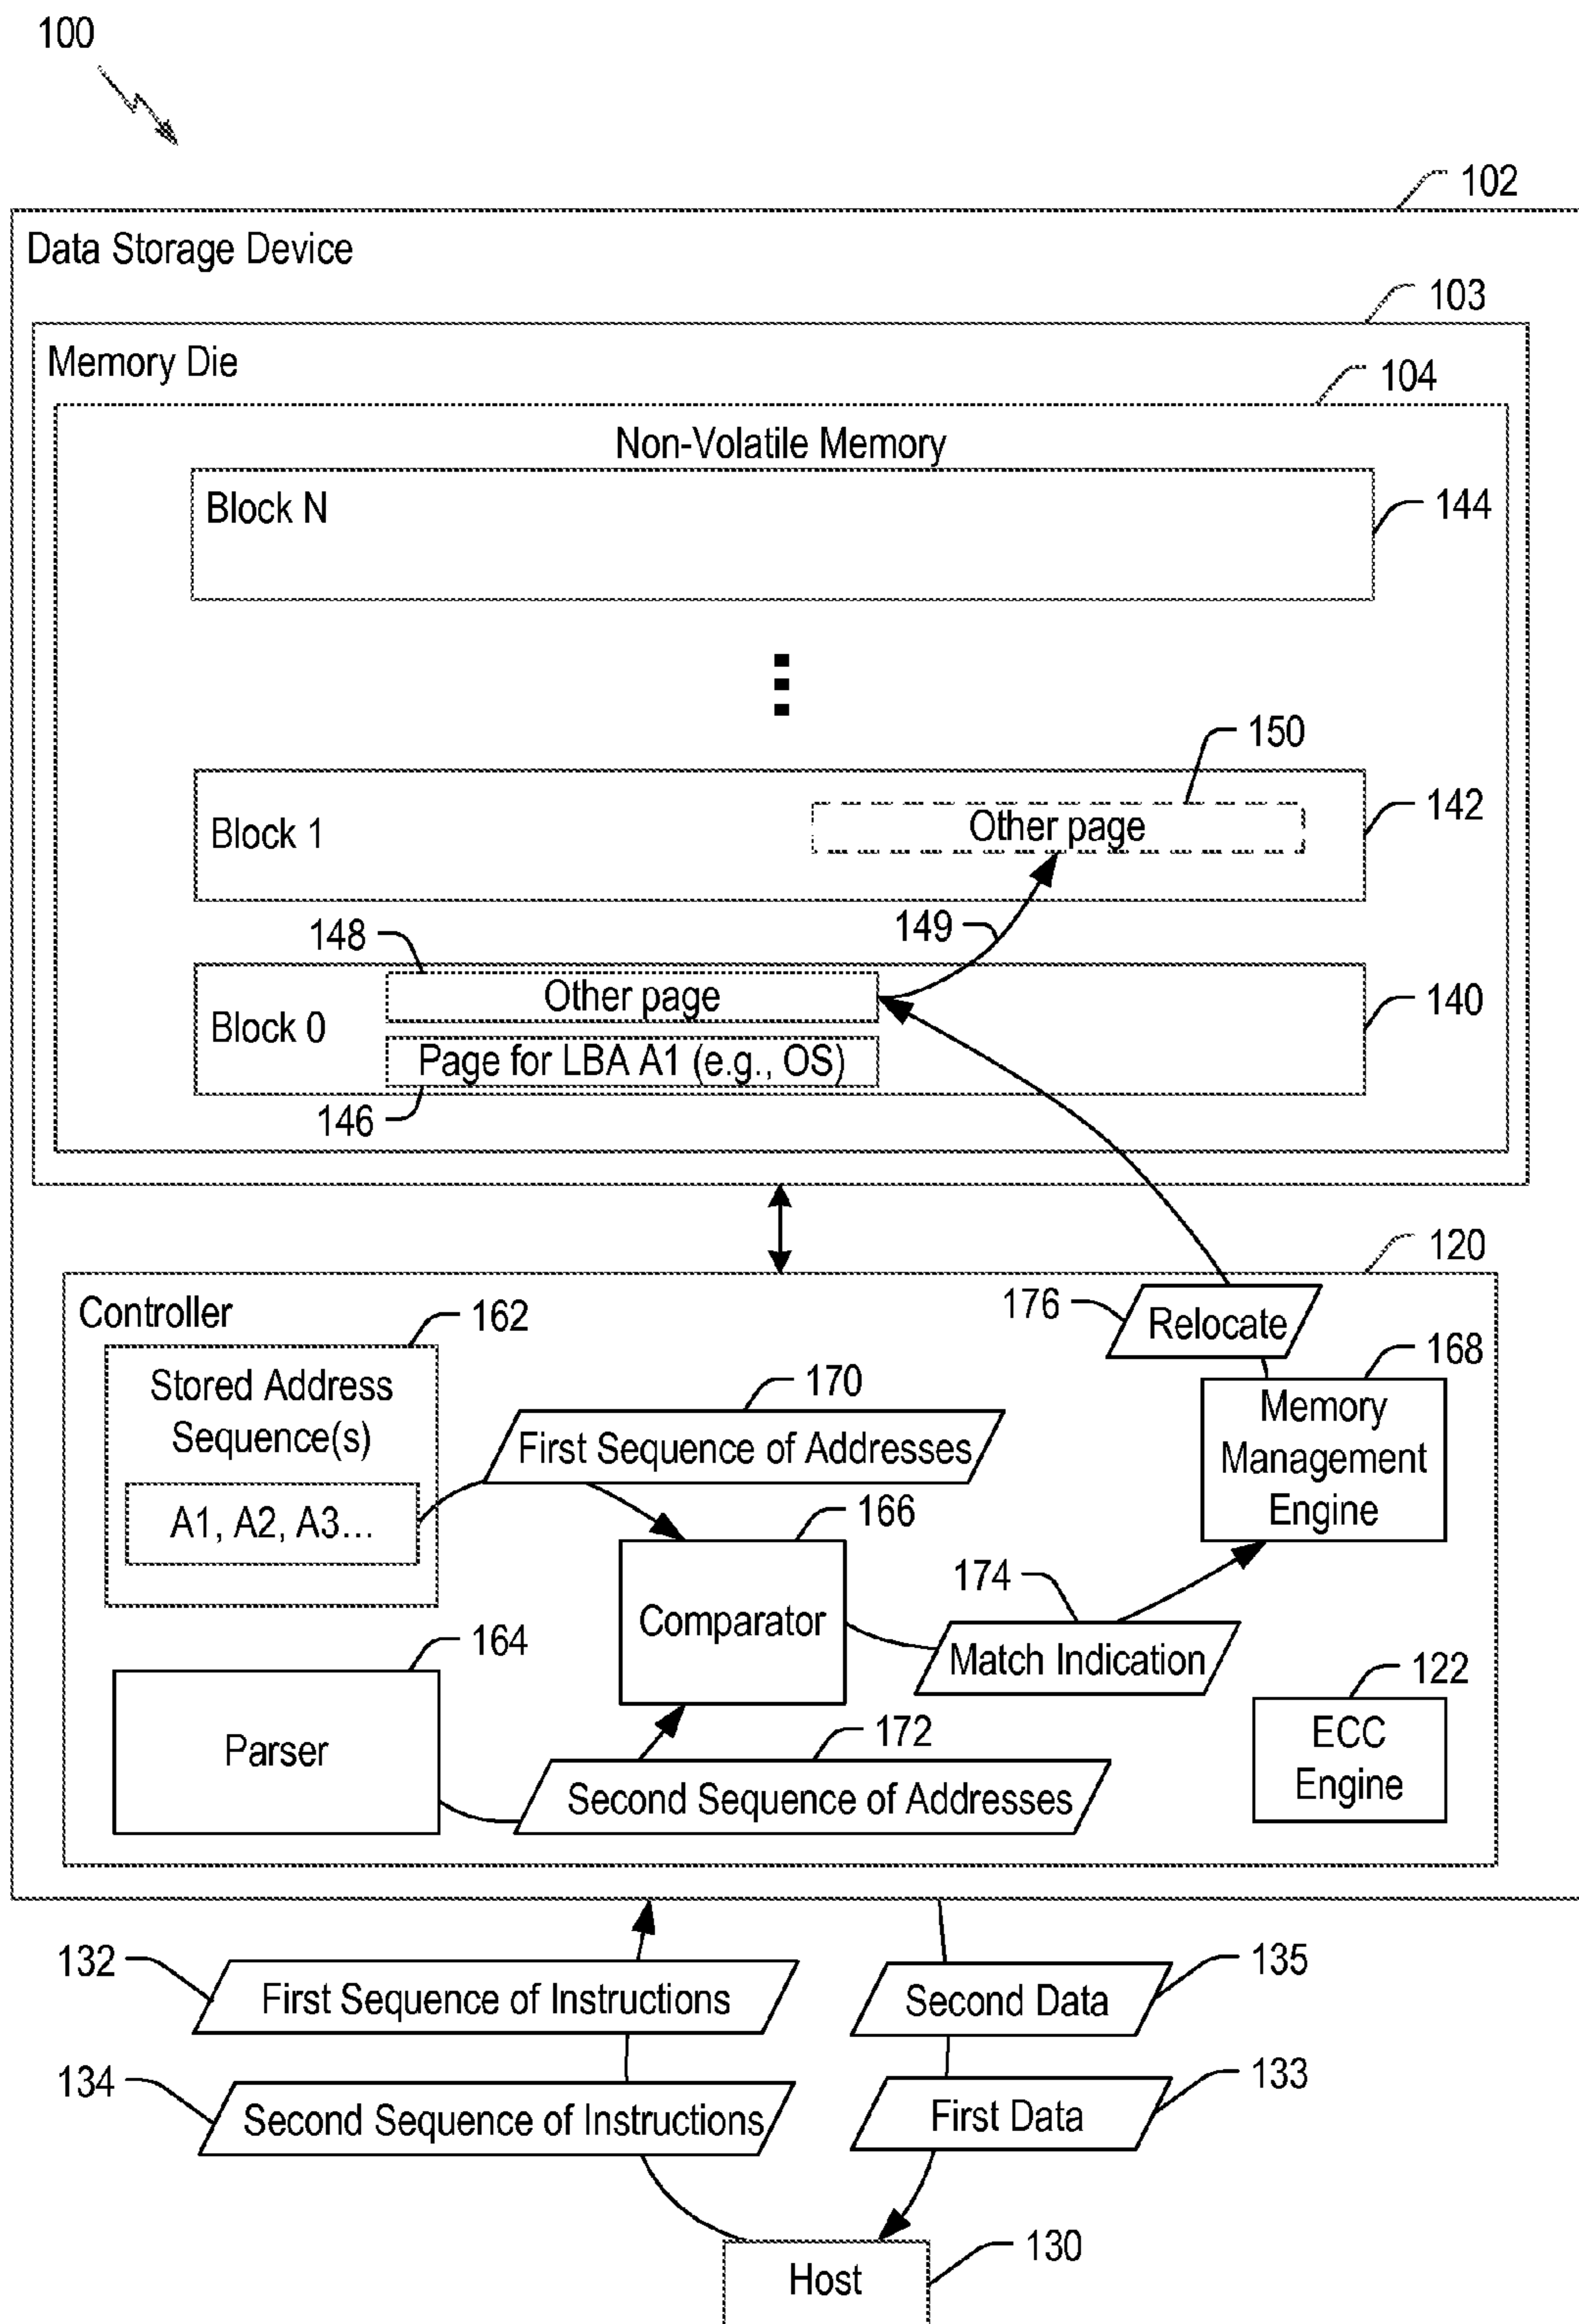 100
102
Data Storage Device
103
Memory Die
104
Non-Volatile Memory
Block N
144
150
Block 1
Other page
142
149
148
Block 0
Other page
140
Page for LBA A1 (e.g., OS)
146
120
Controller
162
176
Relocate
168
Stored Address
Sequence(s)
A1, A2, A3...
170
First Sequence of Addresses
Memory
Management
Engine
166
Comparator
174
Match Indication
164
Parser
172
Second Sequence of Addresses
122
ECC
Engine
132
First Sequence of Instructions
135
Second Data
134
Second Sequence of Instructions
133
First Data
130
Host